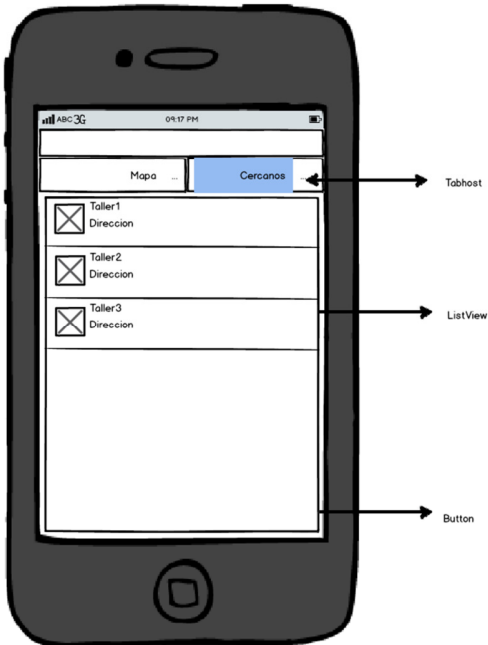 ABC 3G 09:17 PM
Mapa ... Cercanos ...
Tabhost
Taller1
Direccion
Taller2
Direccion
Taller3
Direccion
ListView
Button